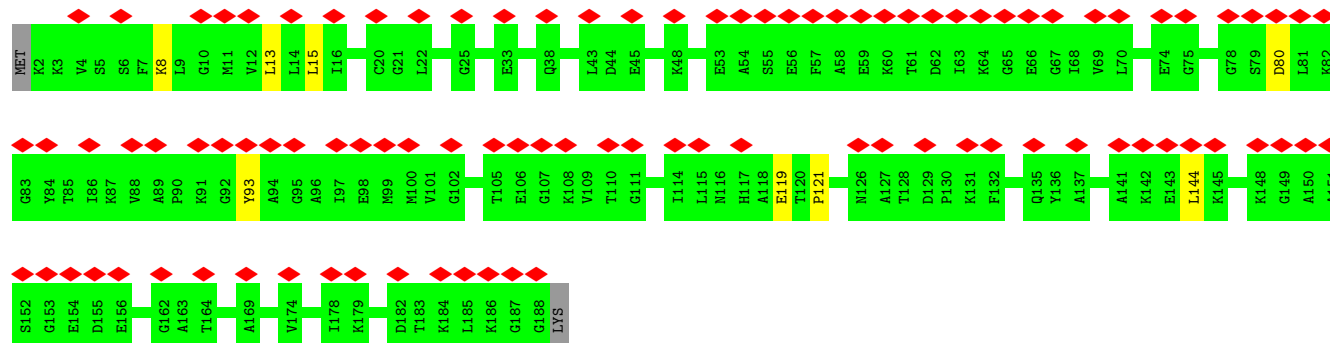 MET K2 K3 V4 S5 S6 F7 K8 L9 G10 M11 V12 L13 L14 L15 I16 C20 G21 L22 G25 E33 Q38 L43 D44 E45 K48 E53 A54 S55 E56 F57 A58 E59 K60 T61 D62 I63 K64 G65 E66 G67 I68 V69 L70 E74 G75 G78 S79 D80 L81 K82
G83 Y84 T85 I86 K87 V88 A89 P90 K91 G92 Y93 A94 G95 A96 I97 E98 M99 M100 V101 G102 T105 E106 G107 K108 V109 T110 G111 I114 L115 N116 H117 A118 E119 T120 P121 N126 A127 T128 D129 P130 K131 F132 Q135 Y136 A137 A141 K142 E143 L144 K145 K148 G149 A150 A151
S152 G153 E154 D155 E156 G162 A163 T164 A169 V174 I178 K179 D182 T183 K184 L185 K186 G187 G188 LYS